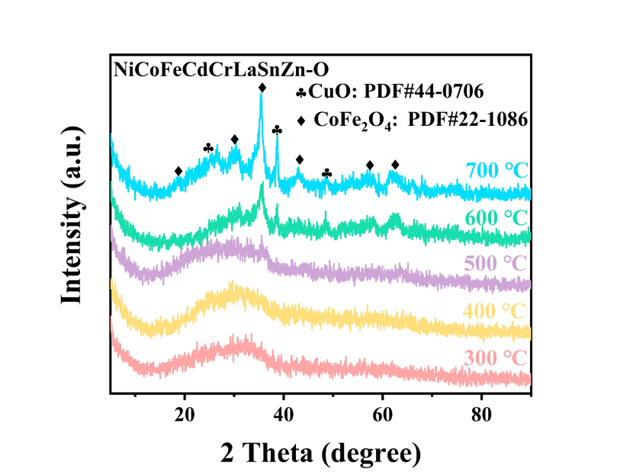 NiCoFeCdCrLaSnZn-O
♣CuO: PDF#44-0706
♦ CoFe₂O₄: PDF#22-1086
700 ℃
600 ℃
500 ℃
400 ℃
300 ℃
Intensity (a.u.)
20 40 60 80
2 Theta (degree)